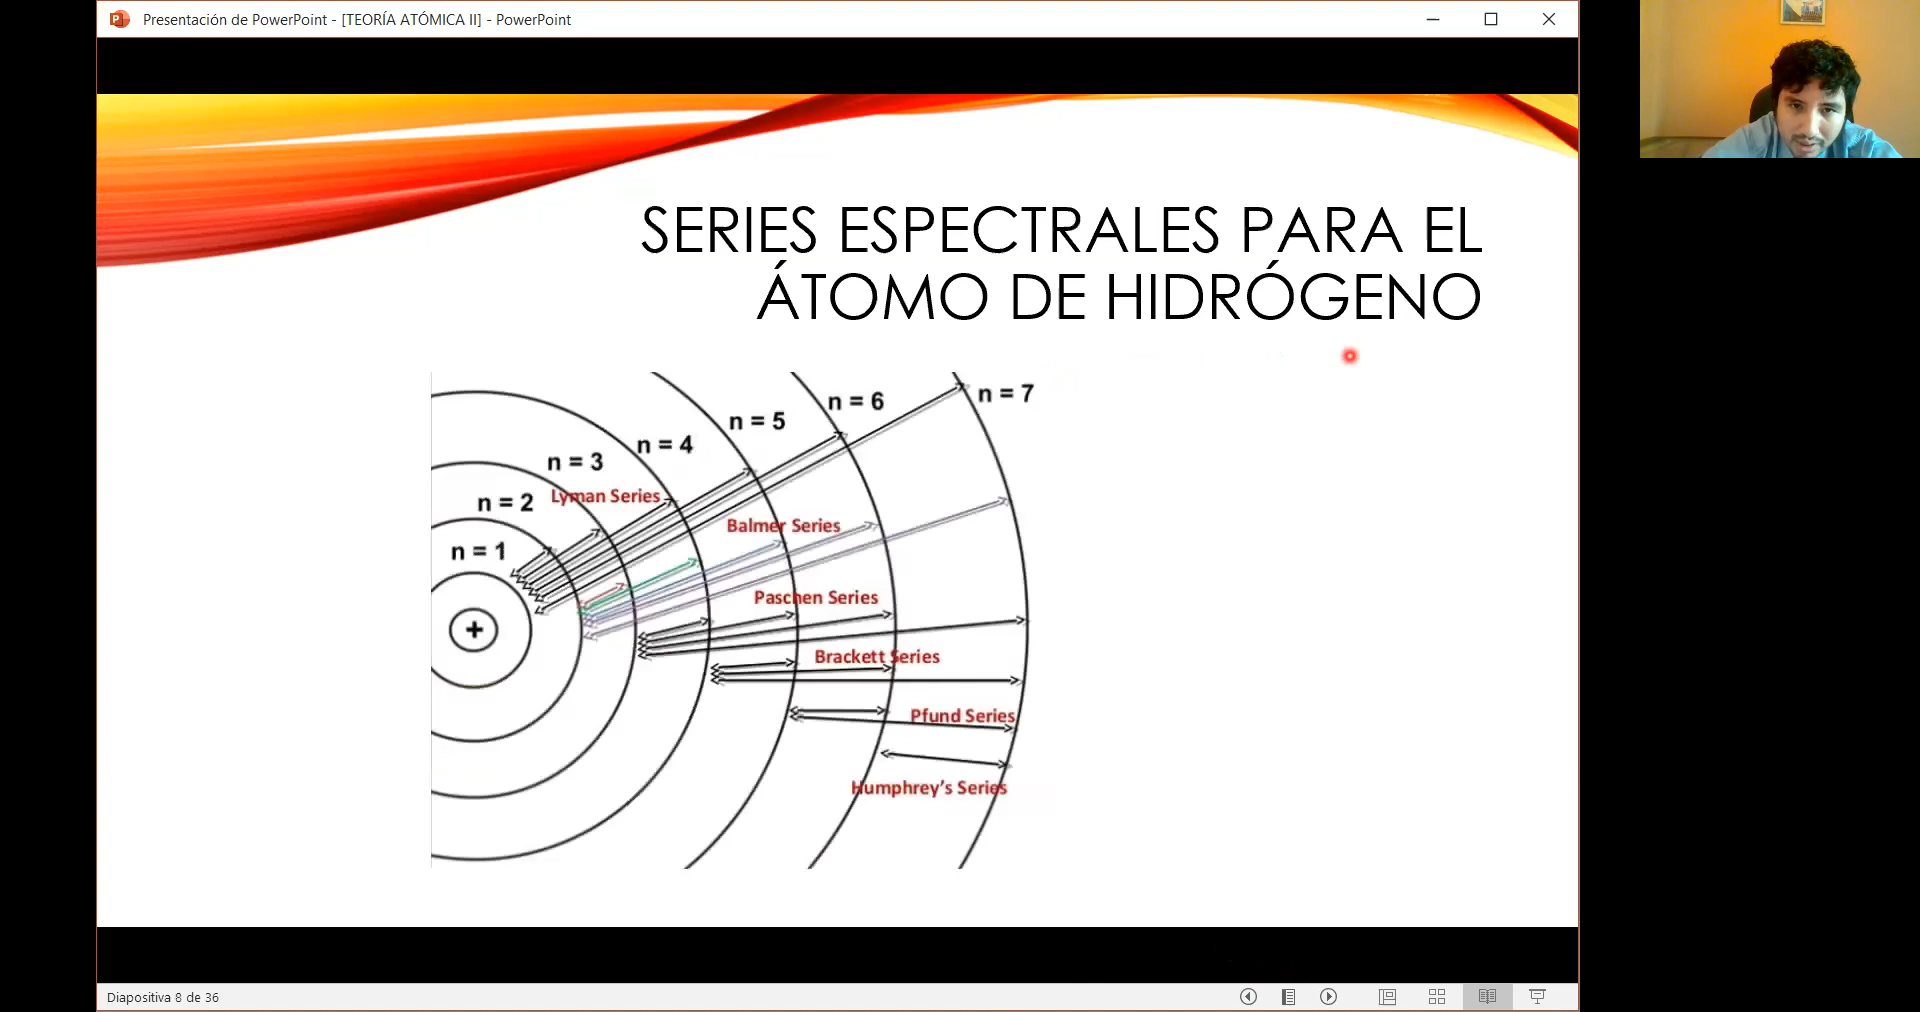 Presentación de PowerPoint - [TEORÍA ATÓMICA II] - PowerPoint
SERIES ESPECTRALES PARA EL
ÁTOMO DE HIDRÓGENO
n = 7
n = 6
n = 5
n = 4
n = 3
n = 2
Lyman Series
Balmer Series
n = 1
Paschen Series
+
Brackett Series
Pfund Series
Humphrey's Series
Diapositiva 8 de 36